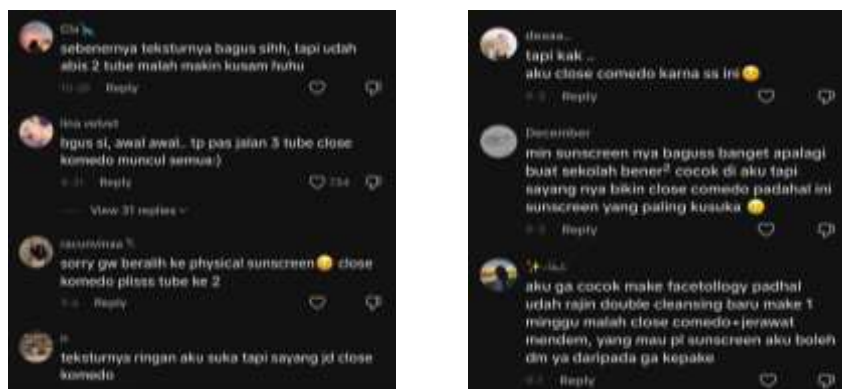 sebenernya teksturnya bagus sihh, tapi udah
abis 2 tube malah makin kusam huhu
Reply
lina velvet
bgus si, awal awal.. tp pas jalan 3 tube close
komedo muncul semua:)
Reply
View 31 replies
sorry gw beralih ke physical sunscreen😶 close
komedo plisss tube ke 2
Reply
teksturnya ringan aku suka tapi sayang jd close
komedo
tapi kak ..
aku close comedo karna ss ini😶
Reply
December
min sunscreen nya baguss banget apalagi
buat sekolah bener² cocok di aku tapi
sayang nya bikin close comedo padahal ini
sunscreen yang paling kusuka 😶
Reply
aku ga cocok make facetollogy padhal
udah rajin double cleansing baru make 1
minggu malah close comedo+jerawat
mendem, yang mau pl sunscreen aku boleh
dm ya daripada ga kepake
Reply